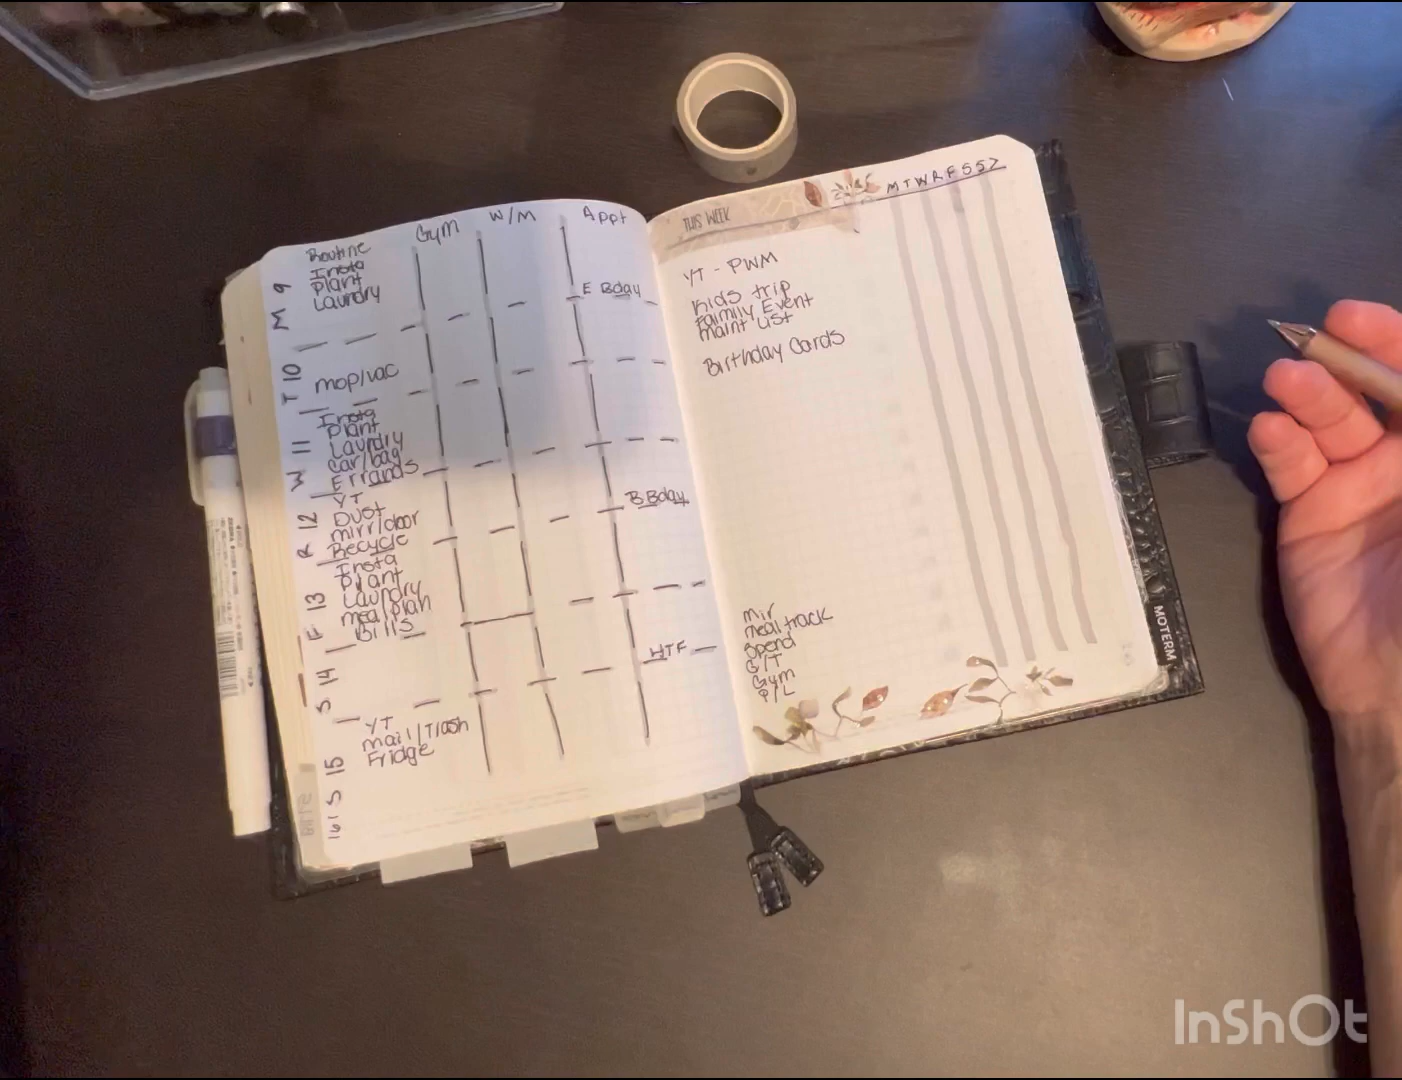 Routine Gym W/M Appt
M 9
Insta
Plant
Laundry
E Bday
T 10
mop/vac
W 11
Insta
Plant
Laundry
Car/bag
Errands
R 12
YT
Dust
mirr/door
Recycle
B Bday
F 13
Insta
Plant
Laundry
meal plan
Bills
S 14
HTF
S 15
YT
mail/Trash
Fridge
THIS WEEK
M T W R F S S >
YT - PWM
Kids trip
Family Event
Maint List
Birthday Cards
Mir
meal track
Spend
G/T
Gym
P/L
MOTERM
InShOt